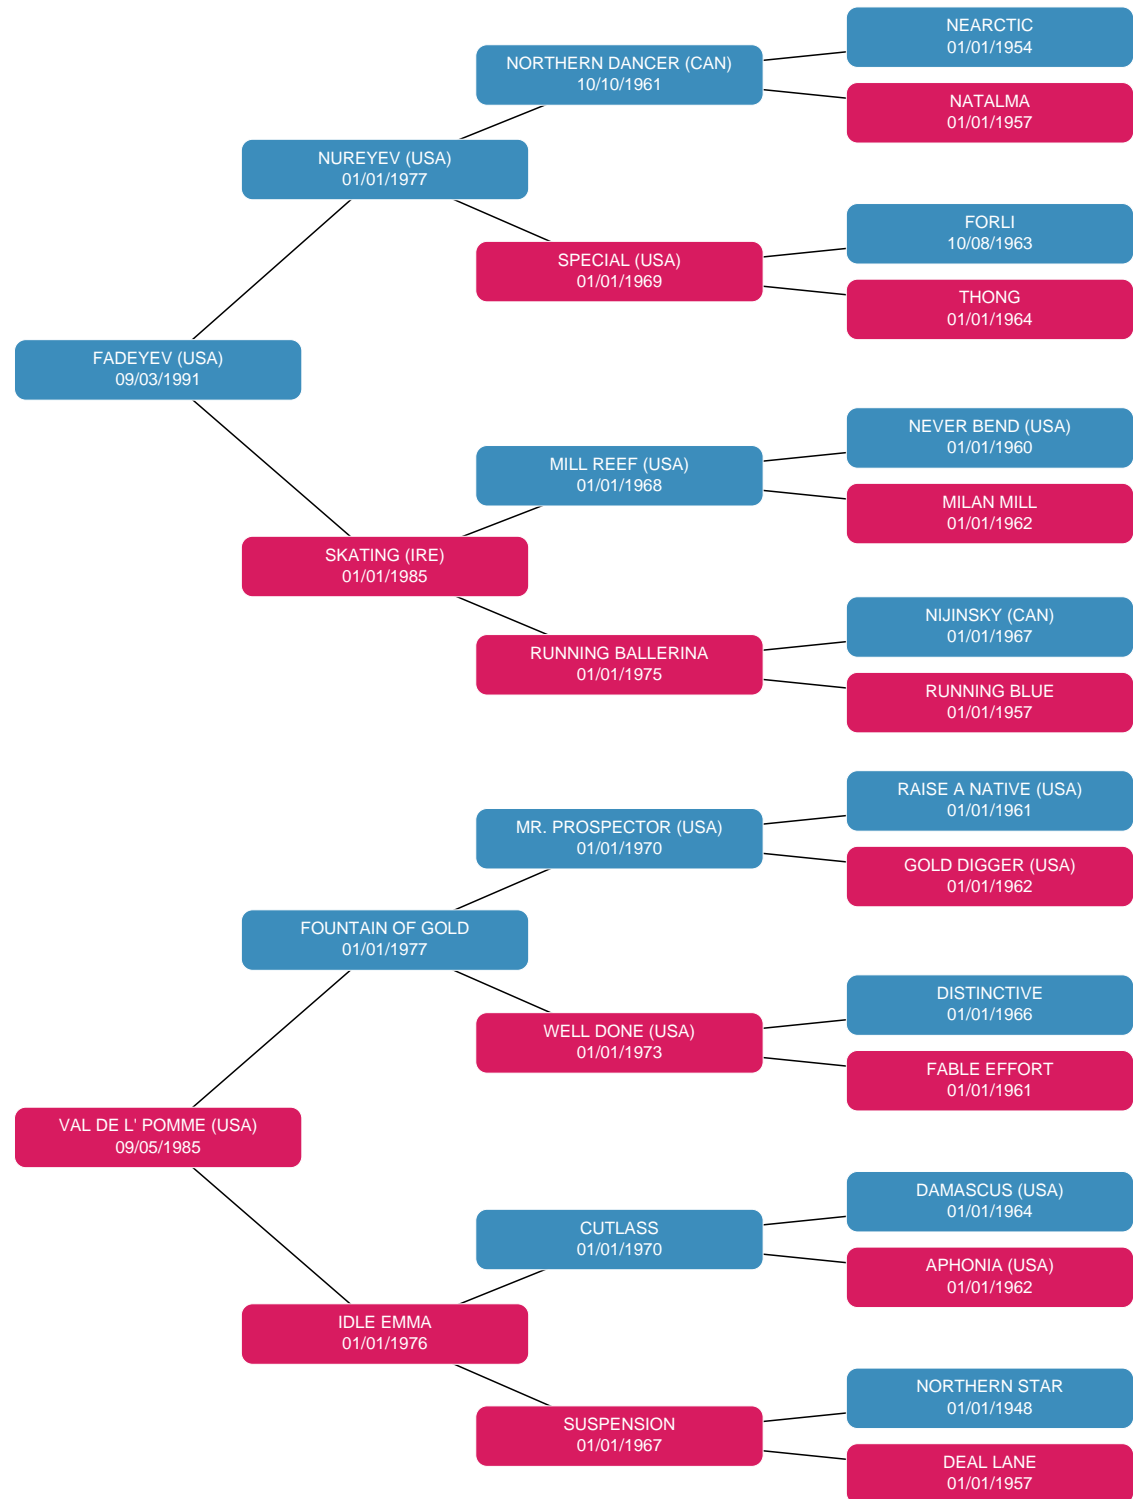 NEARCTIC
01/01/1954
NORTHERN DANCER (CAN)
10/10/1961
NATALMA
01/01/1957
NUREYEV (USA)
01/01/1977
FORLI
10/08/1963
SPECIAL (USA)
01/01/1969
THONG
01/01/1964
FADEYEV (USA)
09/03/1991
NEVER BEND (USA)
01/01/1960
MILL REEF (USA)
01/01/1968
MILAN MILL
01/01/1962
SKATING (IRE)
01/01/1985
NIJINSKY (CAN)
01/01/1967
RUNNING BALLERINA
01/01/1975
RUNNING BLUE
01/01/1957
RAISE A NATIVE (USA)
01/01/1961
MR. PROSPECTOR (USA)
01/01/1970
GOLD DIGGER (USA)
01/01/1962
FOUNTAIN OF GOLD
01/01/1977
DISTINCTIVE
01/01/1966
WELL DONE (USA)
01/01/1973
FABLE EFFORT
01/01/1961
VAL DE L' POMME (USA)
09/05/1985
DAMASCUS (USA)
01/01/1964
CUTLASS
01/01/1970
APHONIA (USA)
01/01/1962
IDLE EMMA
01/01/1976
NORTHERN STAR
01/01/1948
SUSPENSION
01/01/1967
DEAL LANE
01/01/1957